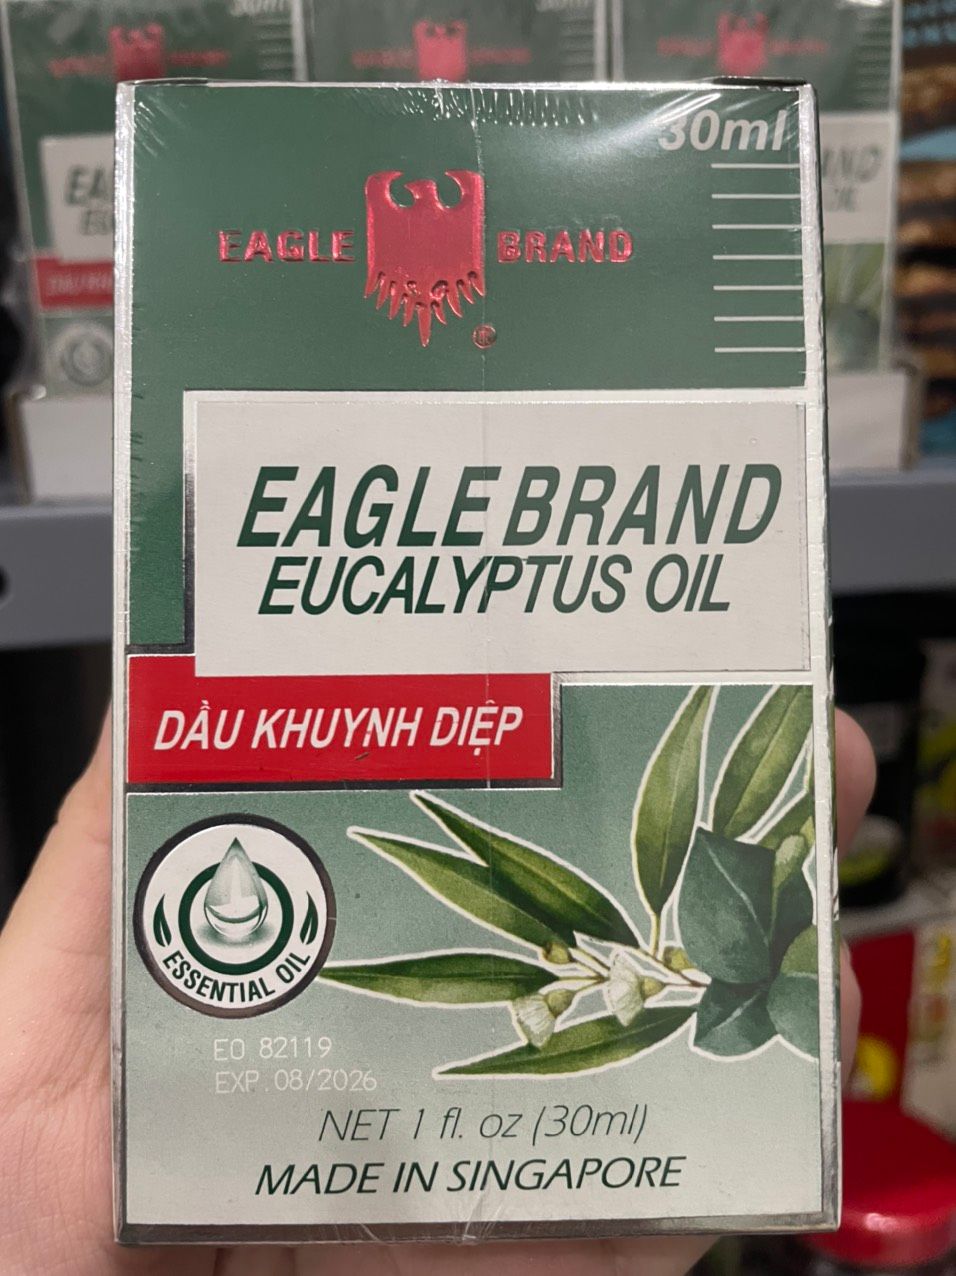 30ml
EAGLE BRAND
EAGLE BRAND
EUCALYPTUS OIL
DẦU KHUYNH DIỆP
ESSENTIAL OIL
EO 82119
EXP.08/2026
NET 1 fl. oz (30ml)
MADE IN SINGAPORE